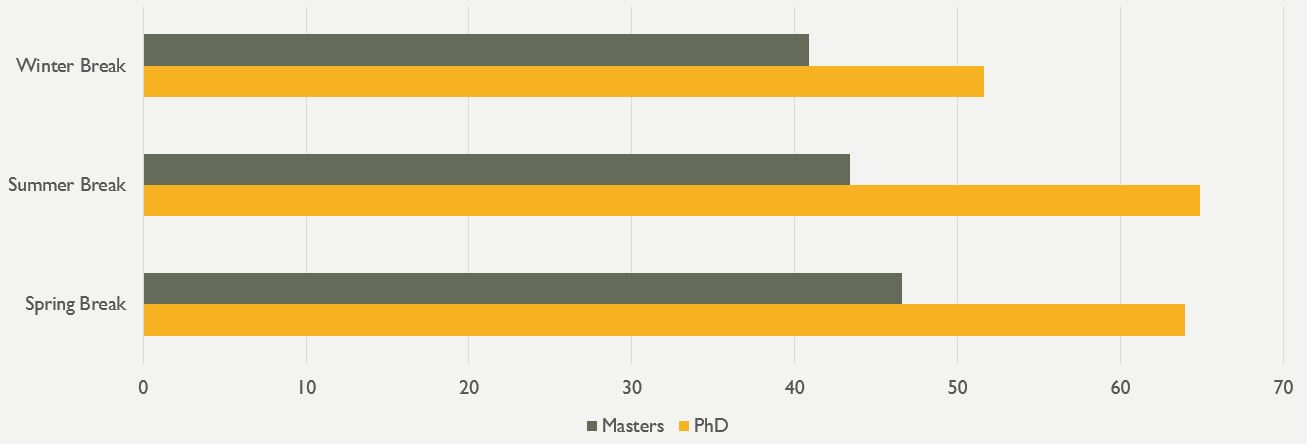 Winter Break
Summer Break
Spring Break
0 10 20 30 40 50 60 70
Masters PhD